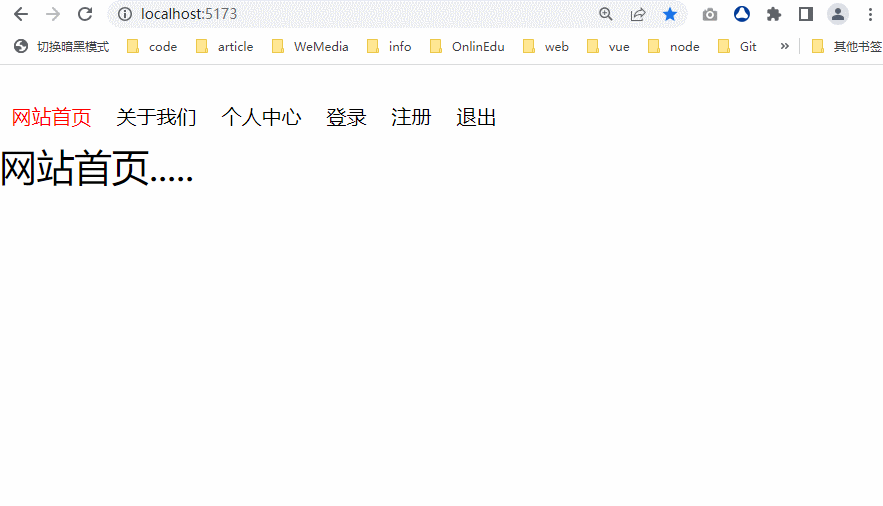 localhost:5173
切换暗黑模式 code article WeMedia info OnlinEdu web vue node Git » 其他书签
网站首页 关于我们 个人中心 登录 注册 退出
网站首页.....